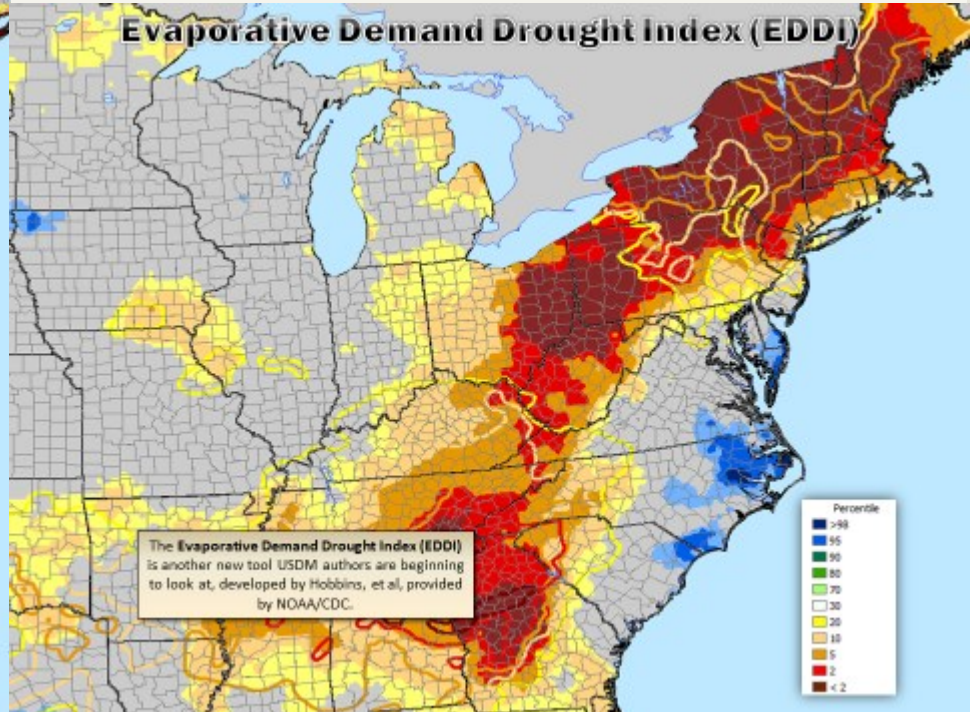 Evaporative Demand Drought Index (EDDI)
The Evaporative Demand Drought Index (EDDI)
is another new tool USDM authors are beginning
to look at, developed by Hobbins, et al, provided
by NOAA/CDC.
Percentile
>98
95
90
80
70
30
20
10
5
2
< 2